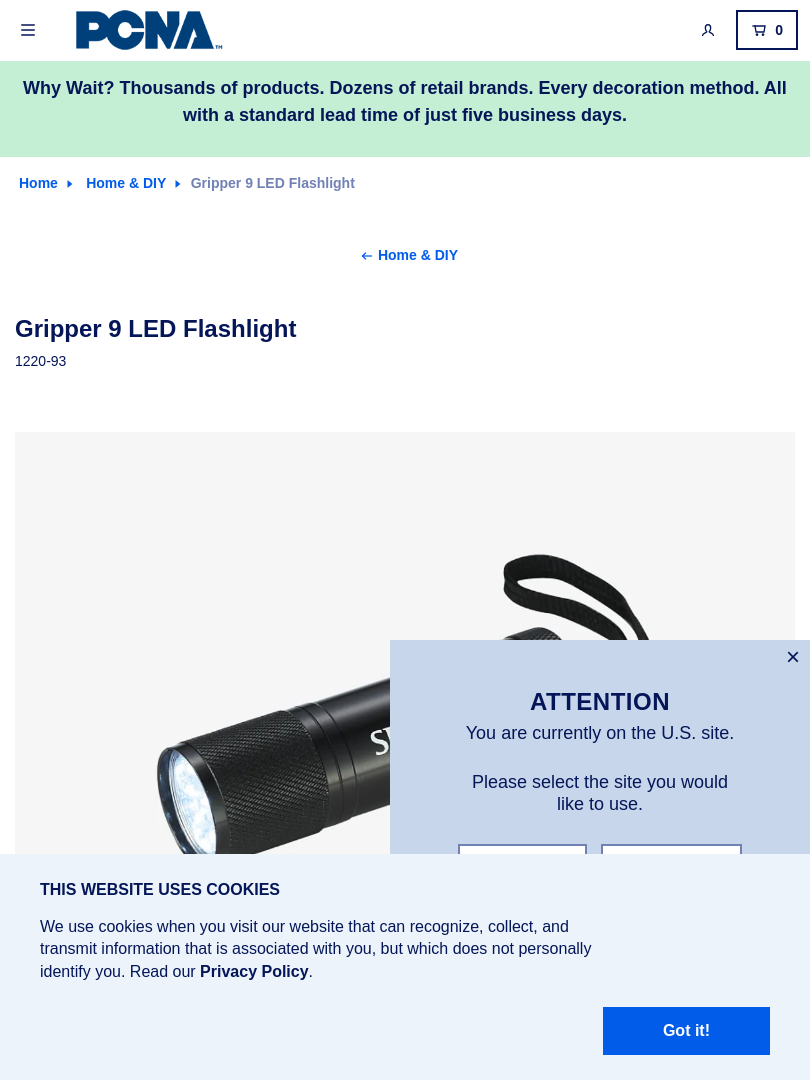 PCNA™
0
Why Wait? Thousands of products. Dozens of retail brands. Every decoration method. All
with a standard lead time of just five business days.
Home
Home & DIY
Gripper 9 LED Flashlight
Home & DIY
Gripper 9 LED Flashlight
1220-93
ATTENTION
You are currently on the U.S. site.
Please select the site you would
like to use.
THIS WEBSITE USES COOKIES
We use cookies when you visit our website that can recognize, collect, and
transmit information that is associated with you, but which does not personally
identify you. Read our Privacy Policy.
Got it!